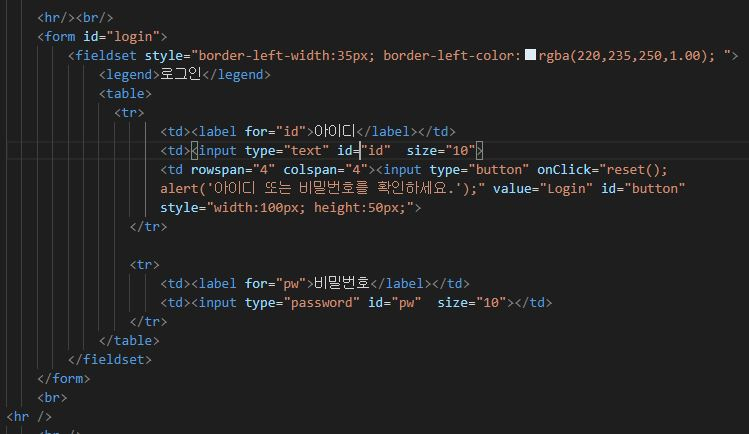 <hr/><br/>
<form id="login">
<fieldset style="border-left-width:35px; border-left-color:rgba(220,235,250,1.00); ">
<legend>로그인</legend>
<table>
<tr>
<td><label for="id">아이디</label></td>
<td><input type="text" id="id"  size="10">
<td rowspan="4" colspan="4"><input type="button" onClick="reset();
alert('아이디 또는 비밀번호를 확인하세요.');" value="Login" id="button"
style="width:100px; height:50px;">
</tr>
<tr>
<td><label for="pw">비밀번호</label></td>
<td><input type="password" id="pw"  size="10"></td>
</tr>
</table>
</fieldset>
</form>
<br>
<hr />